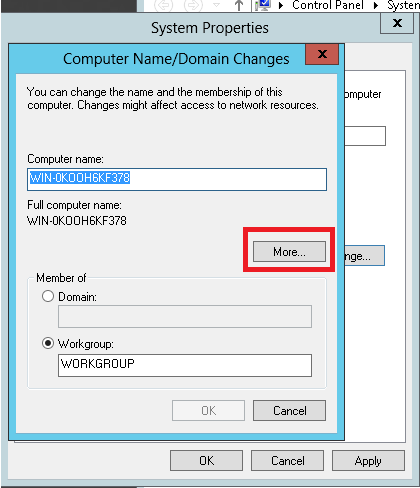 Control Panel
System
System Properties
x
Computer Name/Domain Changes
x
You can change the name and the membership of this
computer. Changes might affect access to network resources.
omputer
Computer name:
WIN-0KOOH6KF378
Full computer name:
WIN-0KOOH6KF378
More...
nge...
Member of
Domain:
Workgroup:
WORKGROUP
OK
Cancel
OK
Cancel
Apply